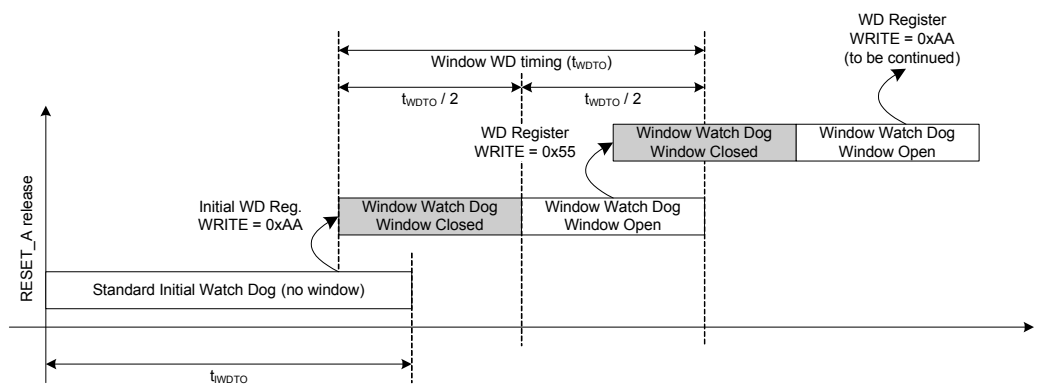 WD Register
WRITE = 0xAA
(to be continued)
Window WD timing (tWDTO)
tWDTO / 2
tWDTO / 2
WD Register
WRITE = 0x55
Window Watch Dog
Window Closed
Window Watch Dog
Window Open
Initial WD Reg.
WRITE = 0xAA
Window Watch Dog
Window Closed
Window Watch Dog
Window Open
RESET_A release
Standard Initial Watch Dog (no window)
tIWDTO